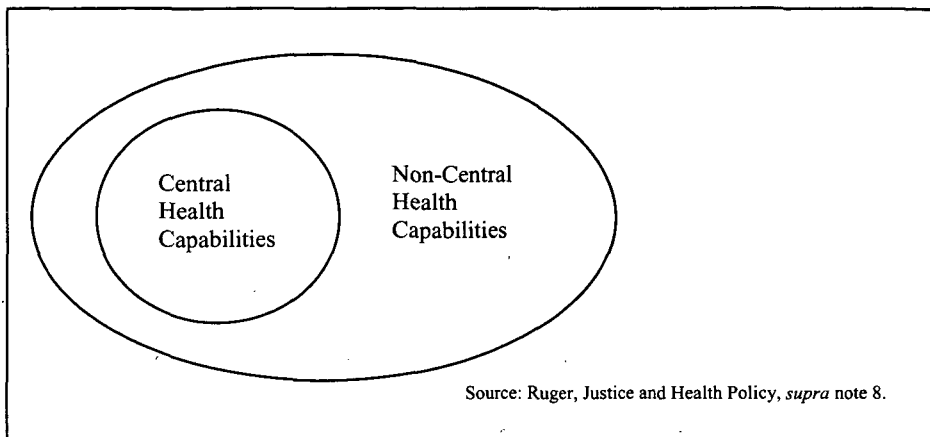 Central
Health
Capabilities
Non-Central
Health
Capabilities
Source: Ruger, Justice and Health Policy, supra note 8.